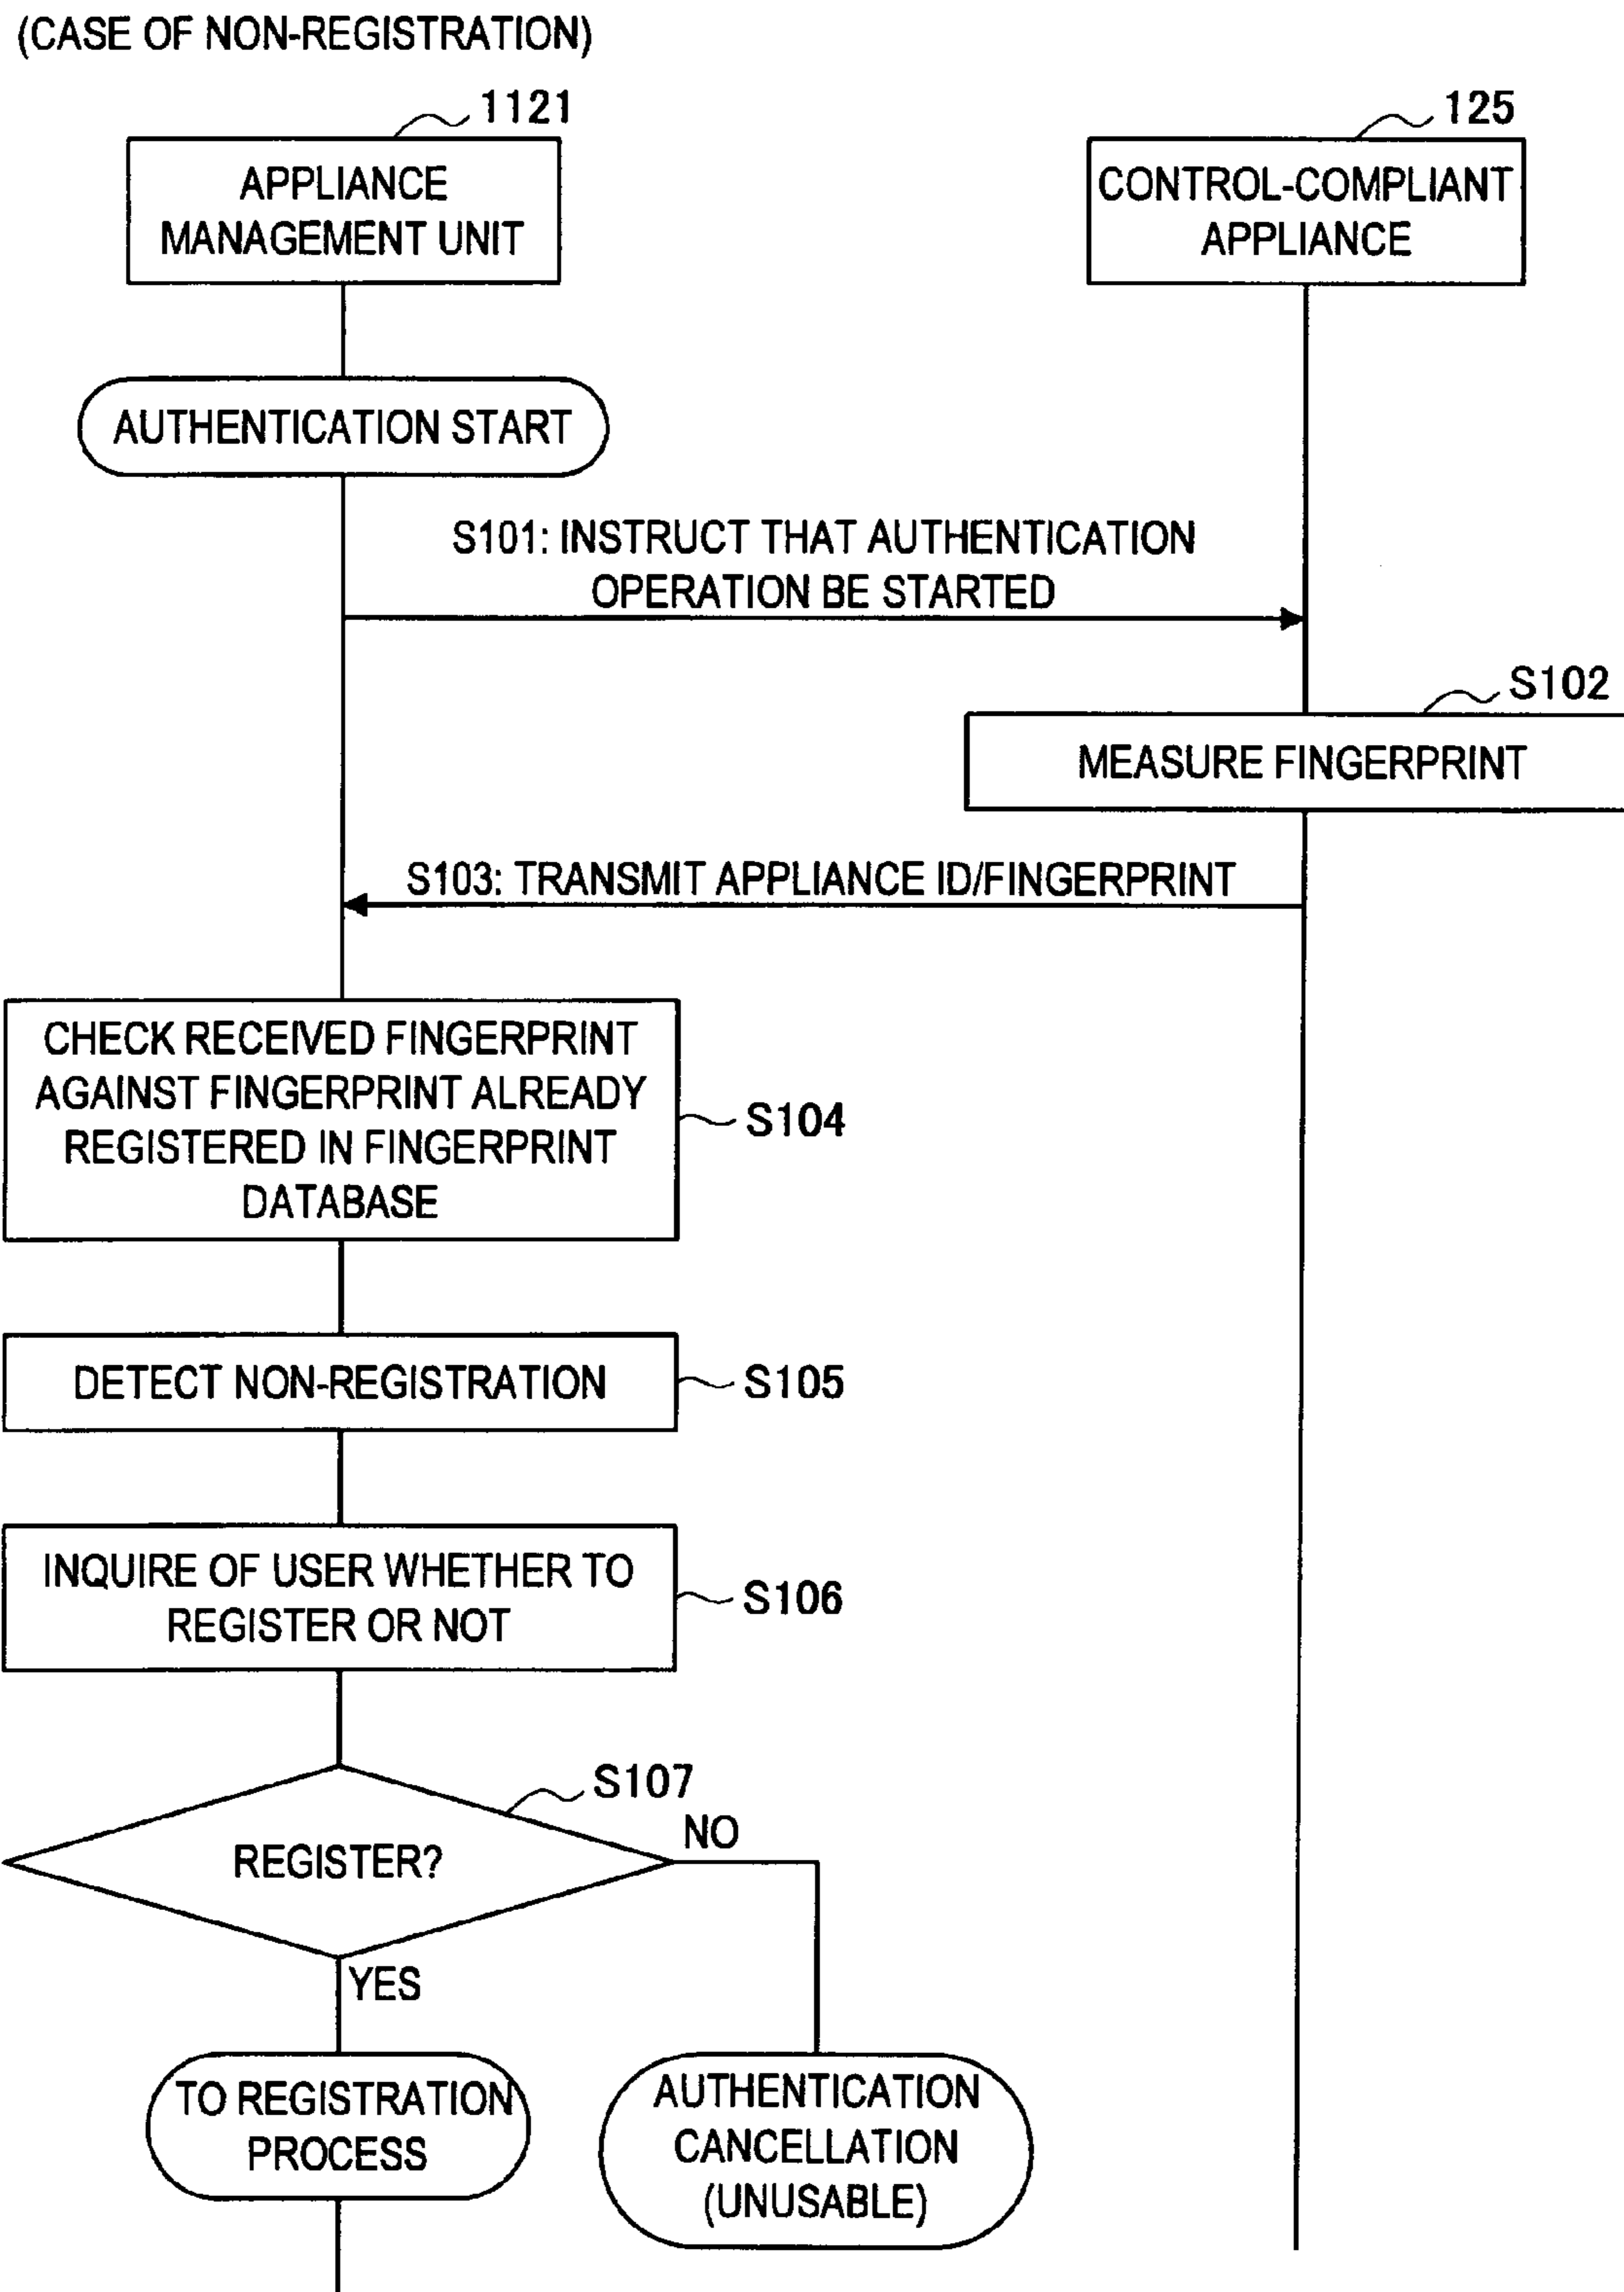 (CASE OF NON-REGISTRATION)
1121
APPLIANCE
MANAGEMENT UNIT
125
CONTROL-COMPLIANT
APPLIANCE
AUTHENTICATION START
S101: INSTRUCT THAT AUTHENTICATION
OPERATION BE STARTED
S102
MEASURE FINGERPRINT
S103: TRANSMIT APPLIANCE ID/FINGERPRINT
CHECK RECEIVED FINGERPRINT
AGAINST FINGERPRINT ALREADY
REGISTERED IN FINGERPRINT
DATABASE
S104
DETECT NON-REGISTRATION
S105
INQUIRE OF USER WHETHER TO
REGISTER OR NOT
S106
S107
REGISTER?
NO
YES
TO REGISTRATION
PROCESS
AUTHENTICATION
CANCELLATION
(UNUSABLE)